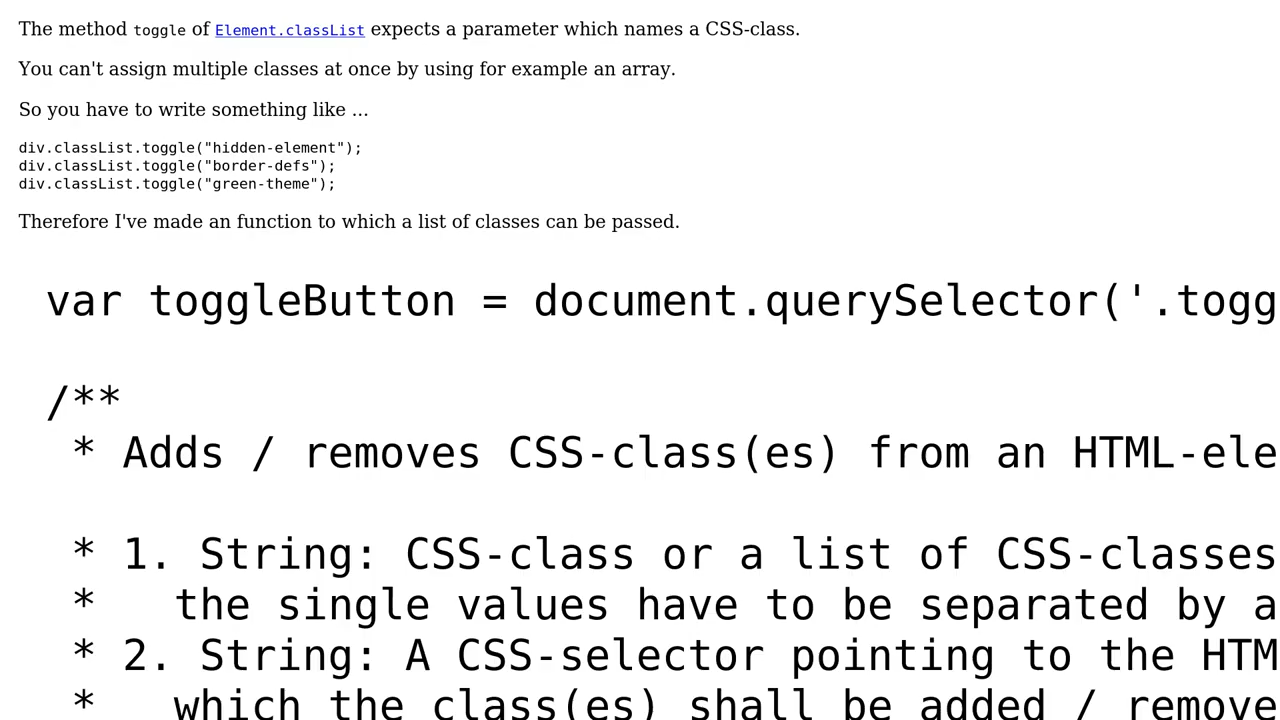 The method toggle of Element.classList expects a parameter which names a CSS-class.
You can't assign multiple classes at once by using for example an array.
So you have to write something like ...
div.classList.toggle("hidden-element");
div.classList.toggle("border-defs");
div.classList.toggle("green-theme");
Therefore I've made an function to which a list of classes can be passed.
var toggleButton = document.querySelector('.togg
/**
* Adds / removes CSS-class(es) from an HTML-ele
* 1. String: CSS-class or a list of CSS-classes
* the single values have to be separated by a
* 2. String: A CSS-selector pointing to the HTM
* which the class(es) shall be added / remove